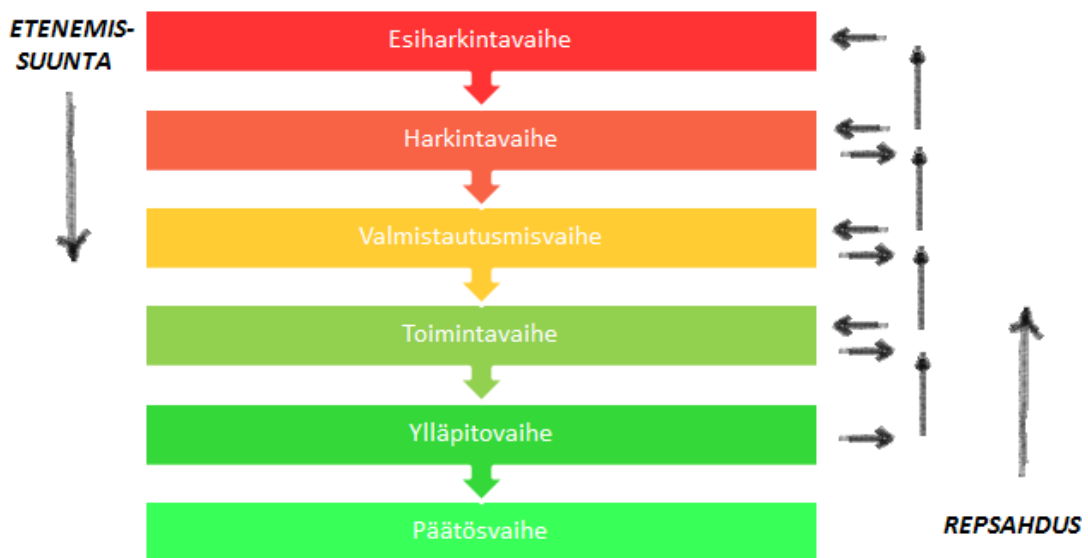 ETENEMIS-
SUUNTA
Esiharkintavaihe
Harkintavaihe
Valmistautusmisvaihe
Toimintavaihe
Ylläpitovaihe
Päätösvaihe
REPSAHDUS